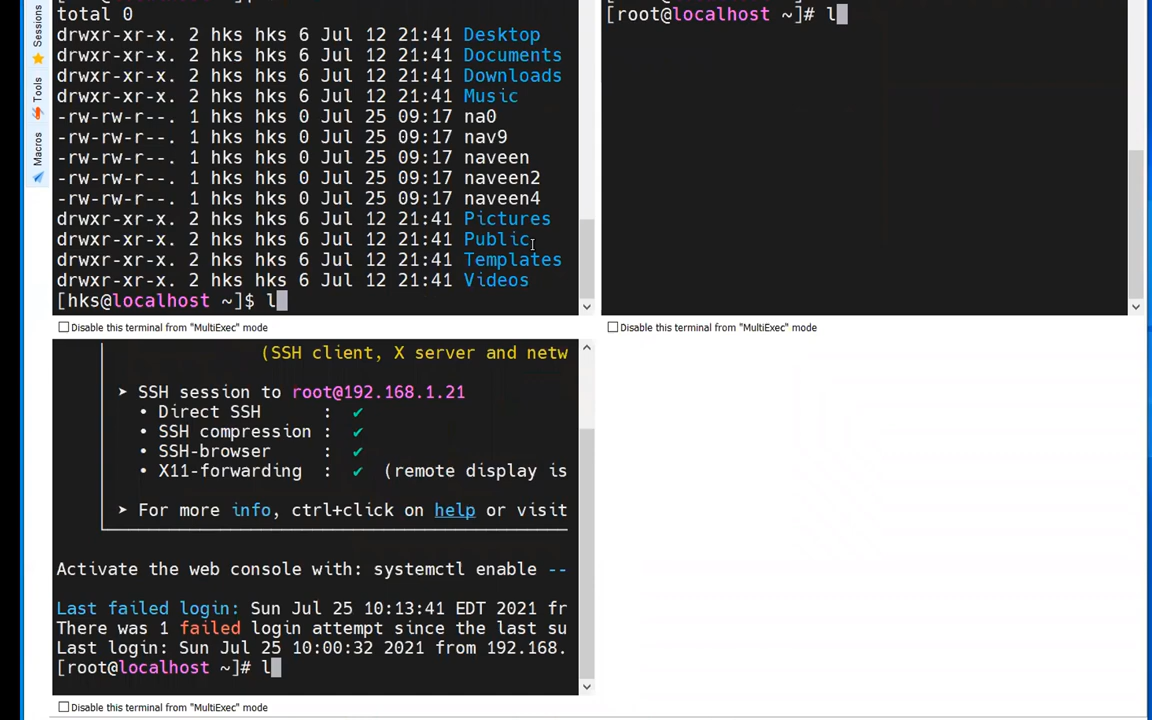 Sessions
Tools
Macros
total 0
drwxr-xr-x. 2 hks hks 6 Jul 12 21:41 Desktop
drwxr-xr-x. 2 hks hks 6 Jul 12 21:41 Documents
drwxr-xr-x. 2 hks hks 6 Jul 12 21:41 Downloads
drwxr-xr-x. 2 hks hks 6 Jul 12 21:41 Music
-rw-rw-r--. 1 hks hks 0 Jul 25 09:17 na0
-rw-rw-r--. 1 hks hks 0 Jul 25 09:17 nav9
-rw-rw-r--. 1 hks hks 0 Jul 25 09:17 naveen
-rw-rw-r--. 1 hks hks 0 Jul 25 09:17 naveen2
-rw-rw-r--. 1 hks hks 0 Jul 25 09:17 naveen4
drwxr-xr-x. 2 hks hks 6 Jul 12 21:41 Pictures
drwxr-xr-x. 2 hks hks 6 Jul 12 21:41 Public
drwxr-xr-x. 2 hks hks 6 Jul 12 21:41 Templates
drwxr-xr-x. 2 hks hks 6 Jul 12 21:41 Videos
[hks@localhost ~]$ l
Disable this terminal from "MultiExec" mode
[root@localhost ~]# l
Disable this terminal from "MultiExec" mode
(SSH client, X server and netw
➤ SSH session to root@192.168.1.21
• Direct SSH : ✔
• SSH compression : ✔
• SSH-browser : ✔
• X11-forwarding : ✔ (remote display is
➤ For more info, ctrl+click on help or visit
Activate the web console with: systemctl enable --
Last failed login: Sun Jul 25 10:13:41 EDT 2021 fr
There was 1 failed login attempt since the last su
Last login: Sun Jul 25 10:00:32 2021 from 192.168.
[root@localhost ~]# l
Disable this terminal from "MultiExec" mode